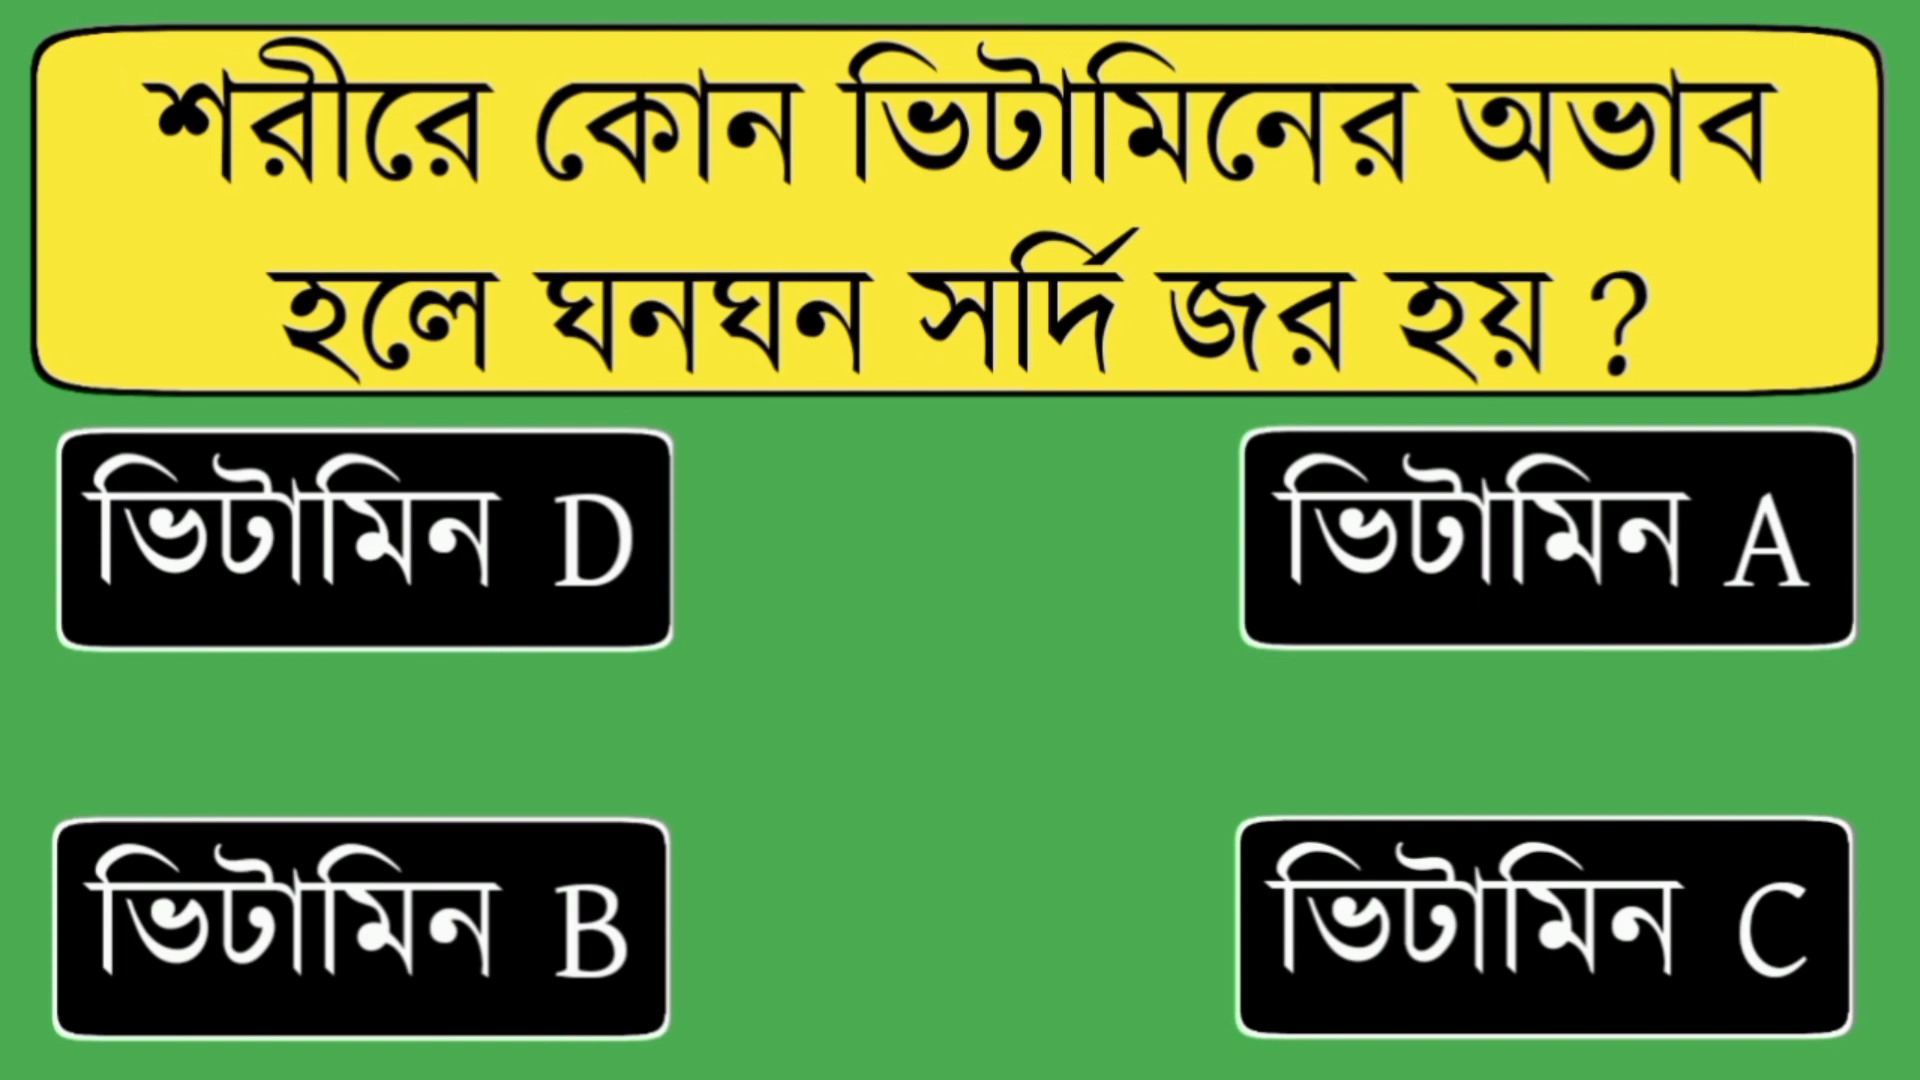 শরীরে কোন ভিটামিনের অভাব
হলে ঘনঘন সর্দি জর হয় ?
ভিটামিন D
ভিটামিন A
ভিটামিন B
ভিটামিন C